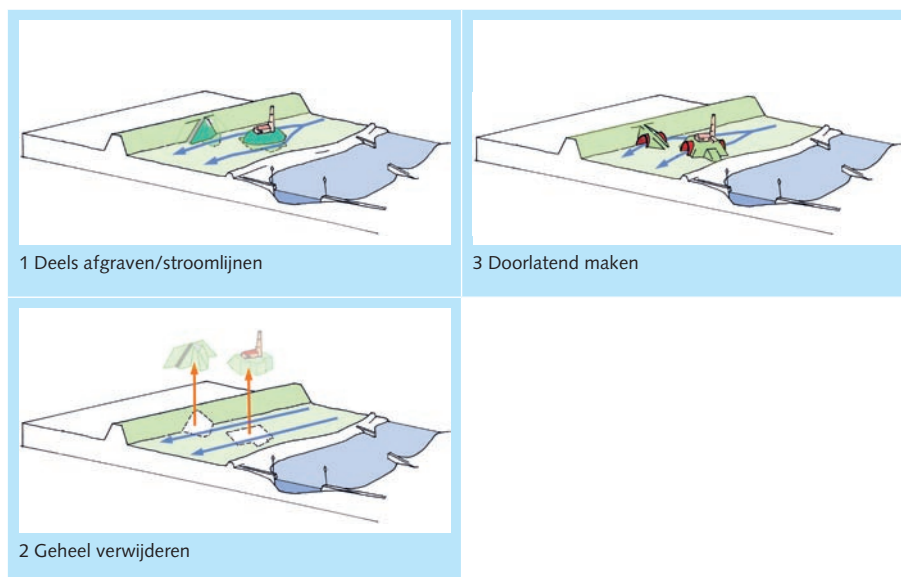 1 Deels afgraven/stroomlijnen
3 Doorlatend maken
2 Geheel verwijderen